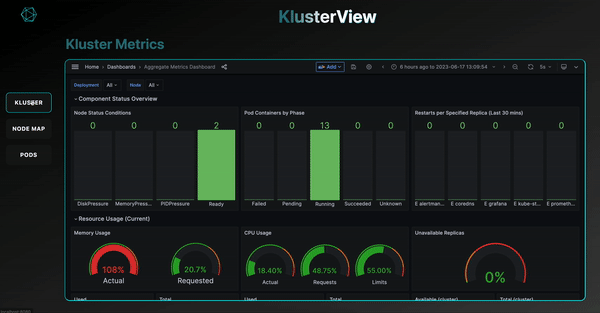 KlusterView
Kluster Metrics
Home > Dashboards > Aggregate Metrics Dashboard
Add
6 hours ago to 2023-06-17 13:09:54
5s
Deployment All Node All
KLUSTER
NODE MAP
PODS
Component Status Overview
Node Status Conditions
0 0 0 2
DiskPressure MemoryPress... PIDPressure Ready
Pod Containers by Phase
0 0 13 0 0
Failed Pending Running Succeeded Unknown
Restarts per Specified Replica (Last 30 mins)
0 0 0 0 0
E alertman... E coredns E grafana E kube-st... E prometh...
Resource Usage (Current)
Memory Usage
108% 20.7%
Actual Requested
CPU Usage
18.40% 48.75% 55.00%
Actual Requests Limits
Unavailable Replicas
0%
Used Total Used Total Available (cluster) Total (cluster)